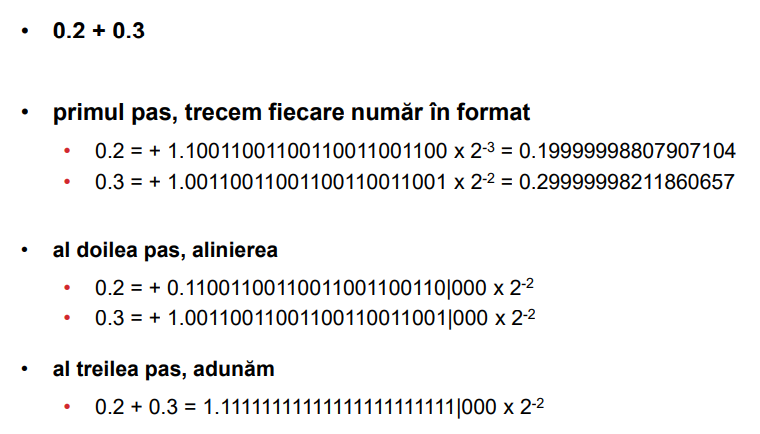 • 0.2 + 0.3
• primul pas, trecem fiecare număr în format
• 0.2 = + 1.10011001100110011001100 x 2-3 = 0.19999998807907104
• 0.3 = + 1.00110011001100110011001 x 2-2 = 0.29999998211860657
• al doilea pas, alinierea
• 0.2 = + 0.11001100110011001100110|000 x 2-2
• 0.3 = + 1.00110011001100110011001|000 x 2-2
• al treilea pas, adunăm
• 0.2 + 0.3 = 1.11111111111111111111111|000 x 2-2